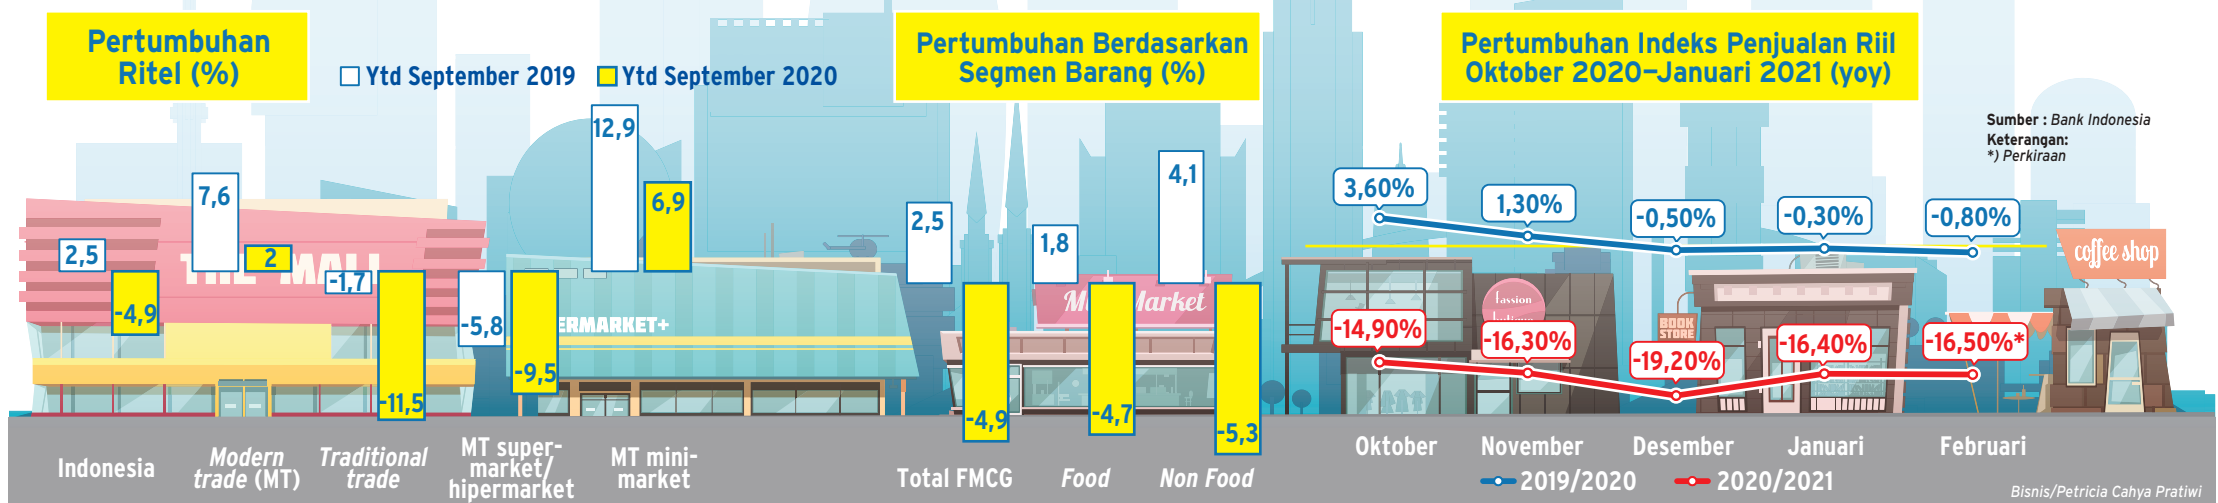 Pertumbuhan
Ritel (%)
Ytd September 2019
Ytd September 2020
12,9
7,6
6,9
2,5
2
-1,7
-4,9
-5,8
-9,5
-11,5
ERMARKET+
Indonesia
Modern
trade (MT)
Traditional
trade
MT super-
market/
hipermarket
MT mini-
market
Pertumbuhan Berdasarkan
Segmen Barang (%)
2,5
1,8
4,1
Market
-4,9
-4,7
-5,3
Total FMCG
Food
Non Food
Pertumbuhan Indeks Penjualan Riil
Oktober 2020–Januari 2021 (yoy)
Sumber : Bank Indonesia
Keterangan:
*) Perkiraan
3,60%
1,30%
-0,50%
-0,30%
-0,80%
coffee shop
fassion
BOOK
STORE
-14,90%
-16,30%
-19,20%
-16,40%
-16,50%*
Oktober
November
Desember
Januari
Februari
2019/2020
2020/2021
Bisnis/Petricia Cahya Pratiwi